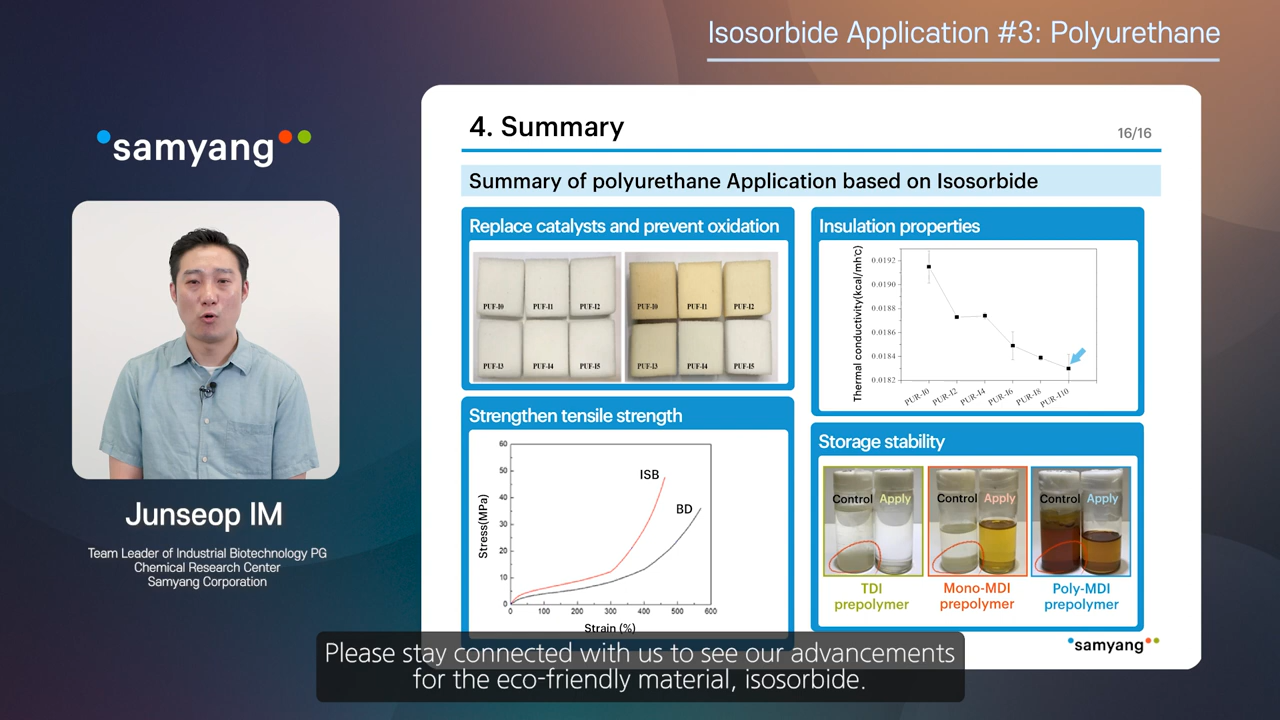 Isosorbide Application #3: Polyurethane
samyang
Junseop IM
Team Leader of Industrial Biotechnology PG
Chemical Research Center
Samyang Corporation
4. Summary
16/16
Summary of polyurethane Application based on Isosorbide
Replace catalysts and prevent oxidation
PUF-I0 PUF-I1 PUF-I2
PUF-I3 PUF-I4 PUF-I5
PUF-I0 PUF-I1 PUF-I2
PUF-I3 PUF-I4 PUF-I5
Insulation properties
Thermal conductivity(kcal/mh℃)
0.0192
0.0190
0.0188
0.0186
0.0184
0.0182
PUR-I0 PUR-I2 PUR-I4 PUR-I6 PUR-I8 PUR-I10
Strengthen tensile strength
Stress(MPa)
60
50
40
30
20
10
0
ISB
BD
0 100 200 300 400 500 600
Strain (%)
Storage stability
Control Apply
Control Apply
Control Apply
TDI
prepolymer
Mono-MDI
prepolymer
Poly-MDI
prepolymer
samyang
Please stay connected with us to see our advancements
for the eco-friendly material, isosorbide.